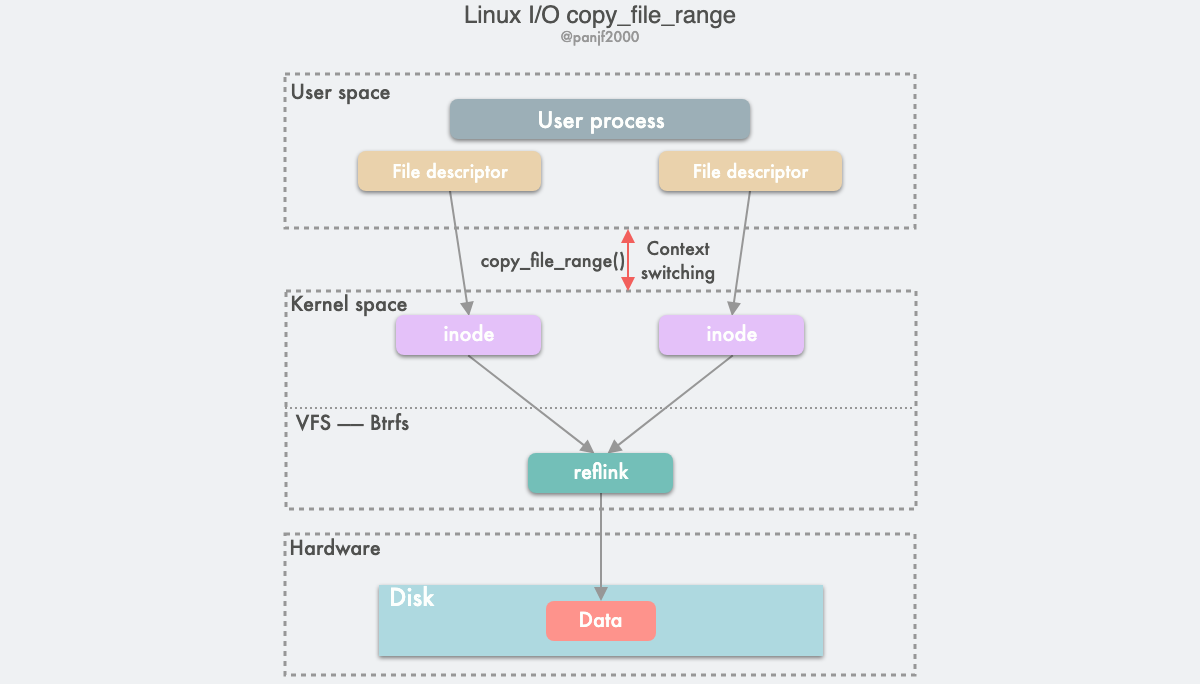 Linux I/O copy_file_range
@panjf2000
User space
User process
File descriptor
File descriptor
copy_file_range()
Context
switching
Kernel space
inode
inode
VFS —— Btrfs
reflink
Hardware
Disk
Data